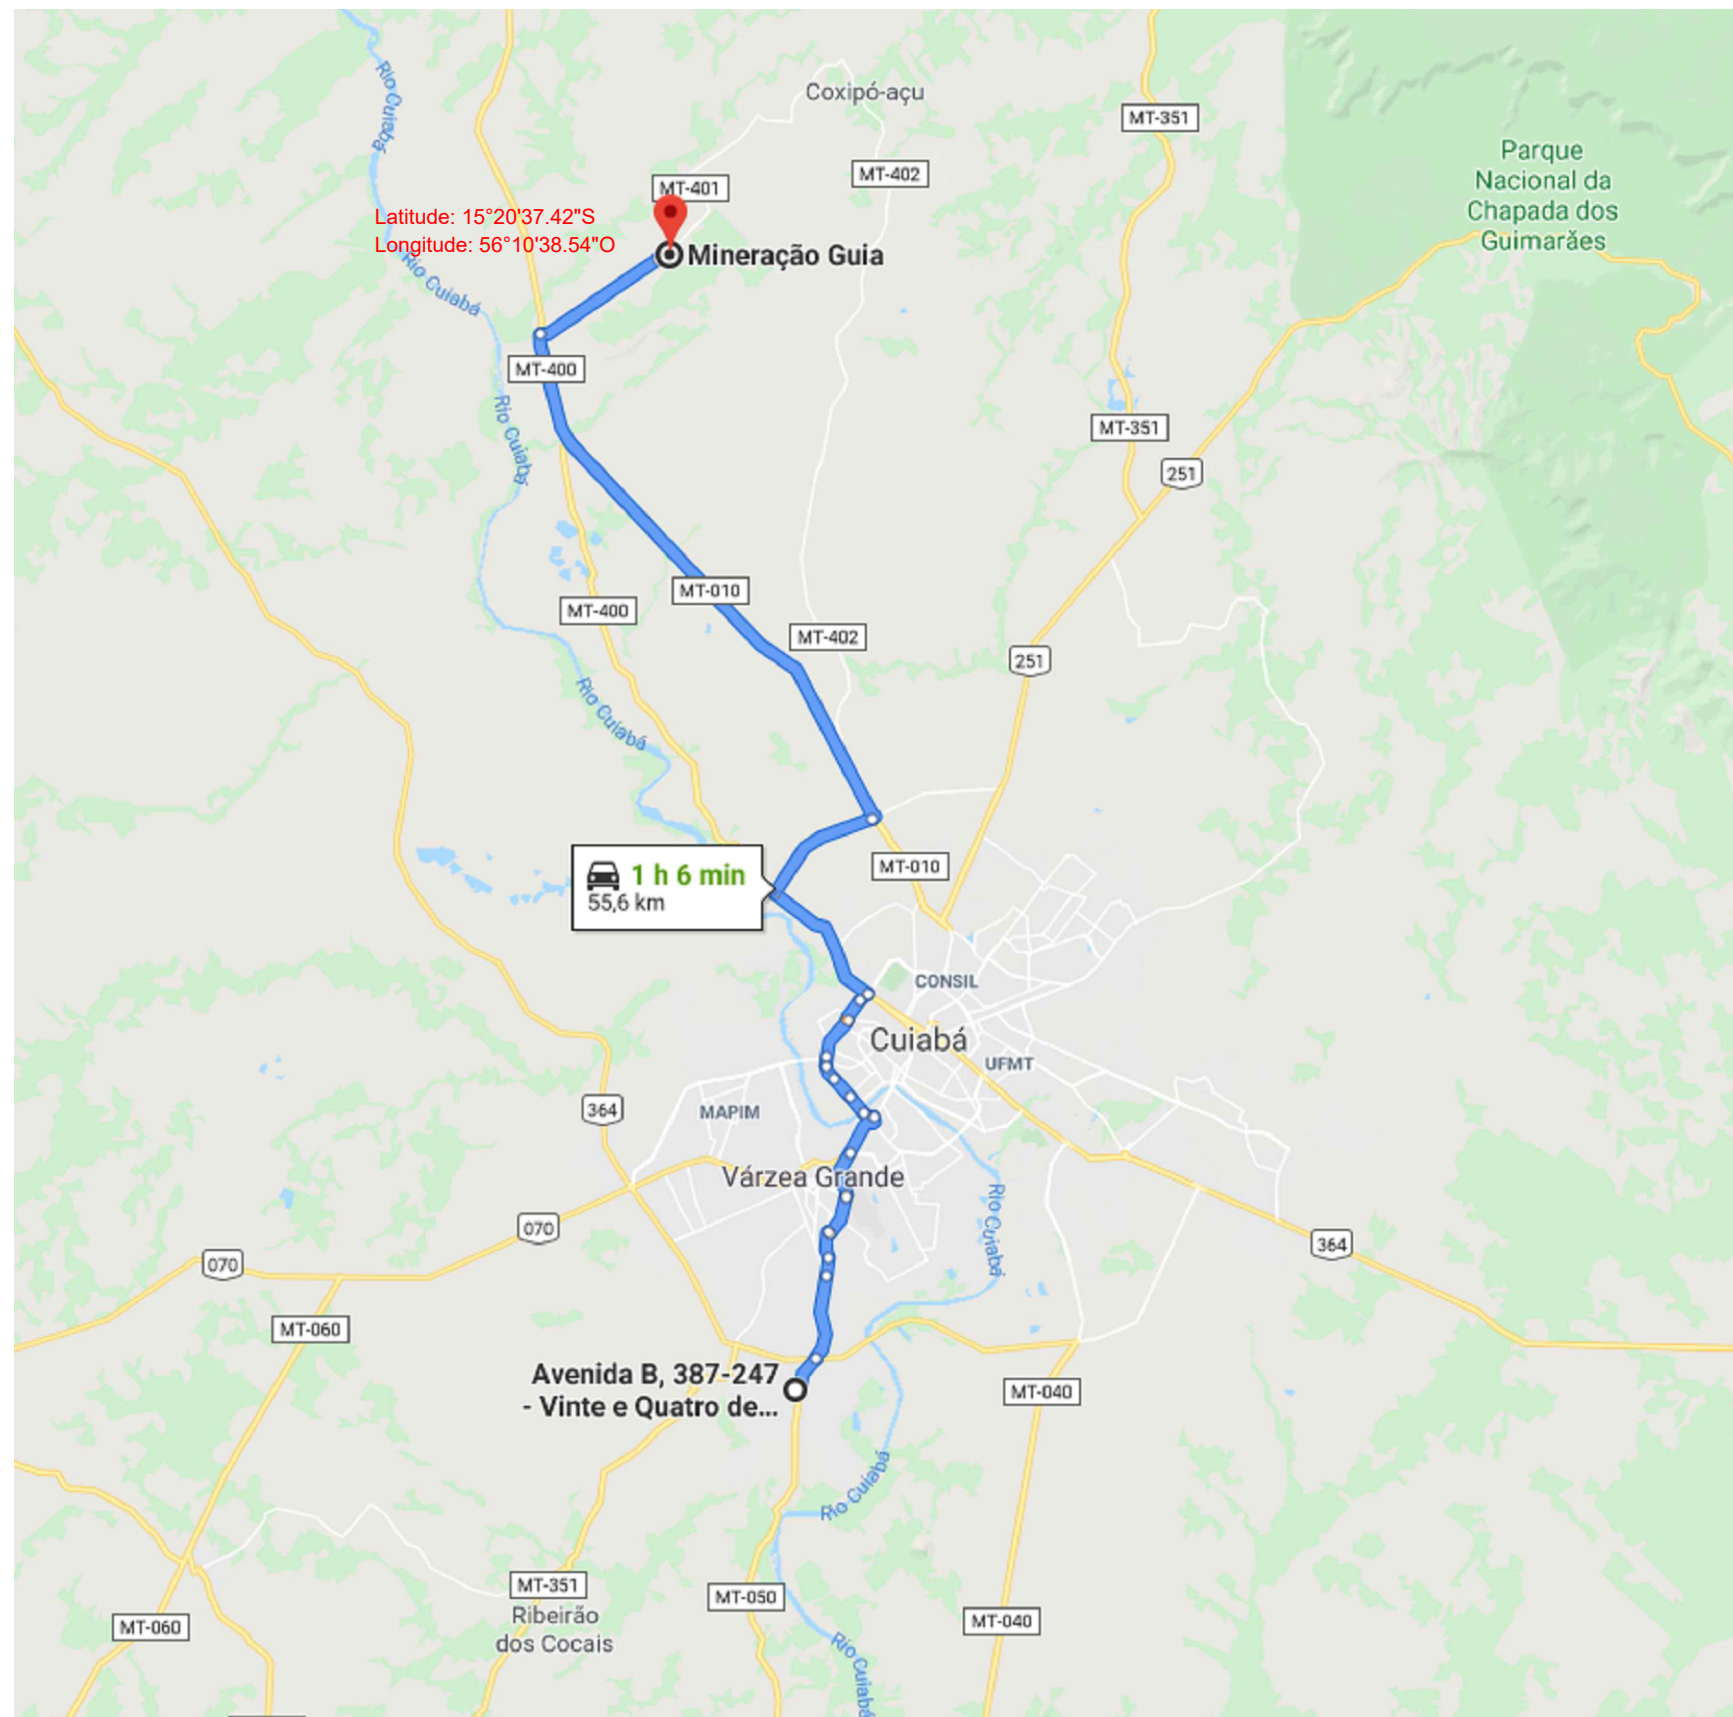 Rio Cuiabá
Coxipó-açu
MT-351
Parque
Nacional da
Chapada dos
Guimarães
MT-402
MT-401
Latitude: 15°20'37.42"S
Longitude: 56°10'38.54"O
Mineração Guia
Rio Cuiabá
MT-400
Rio Cuiabá
MT-351
251
MT-010
MT-400
MT-402
251
Rio Cuiabá
MT-010
1 h 6 min
55,6 km
CONSIL
Cuiabá
UFMT
364
MAPIM
Várzea Grande
Rio Cuiabá
070
364
070
MT-060
Avenida B, 387-247
- Vinte e Quatro de...
MT-040
Rio Cuiabá
MT-351
MT-050
Ribeirão
dos Cocais
MT-060
MT-040
Rio Cuiabá